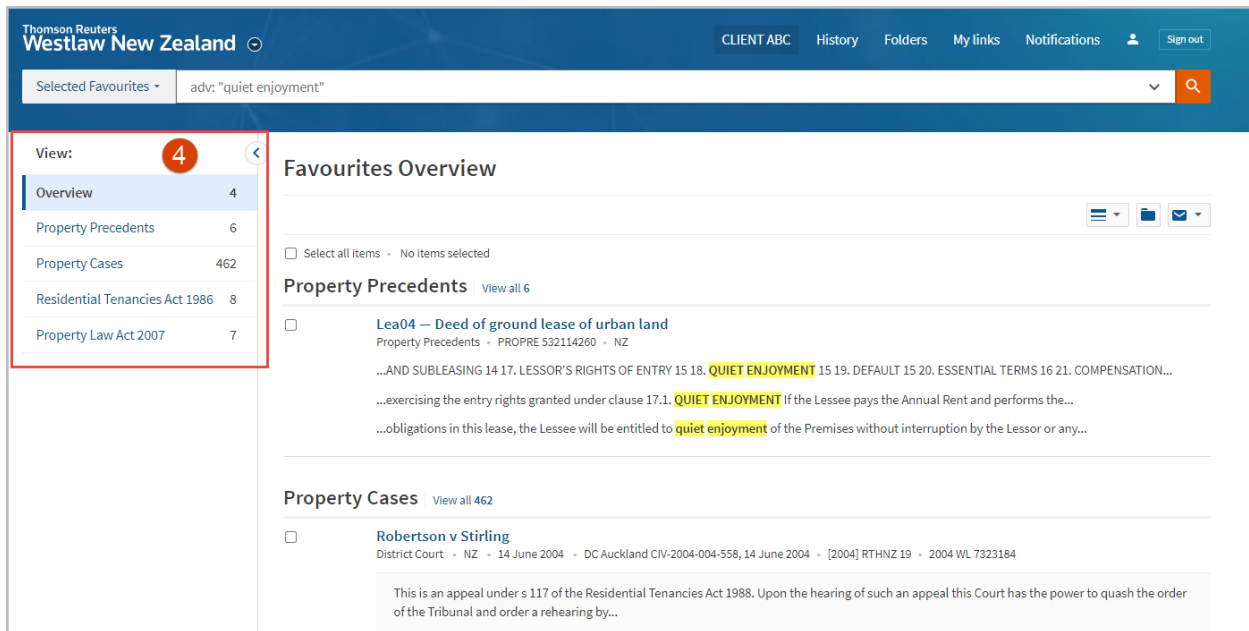 Thomson Reuters
Westlaw New Zealand
CLIENT ABC History Folders My links Notifications Sign out
Selected Favourites adv: "quiet enjoyment"
View: 4
Overview 4
Property Precedents 6
Property Cases 462
Residential Tenancies Act 1986 8
Property Law Act 2007 7
Favourites Overview
Select all items • No items selected
Property Precedents View all 6
Lea04 — Deed of ground lease of urban land
Property Precedents • PROPRE 532114260 • NZ
...AND SUBLEASING 14 17. LESSOR'S RIGHTS OF ENTRY 15 18. QUIET ENJOYMENT 15 19. DEFAULT 15 20. ESSENTIAL TERMS 16 21. COMPENSATION...
...exercising the entry rights granted under clause 17.1. QUIET ENJOYMENT If the Lessee pays the Annual Rent and performs the...
...obligations in this lease, the Lessee will be entitled to quiet enjoyment of the Premises without interruption by the Lessor or any...
Property Cases View all 462
Robertson v Stirling
District Court • NZ • 14 June 2004 • DC Auckland CIV-2004-004-558, 14 June 2004 • [2004] RTHNZ 19 • 2004 WL 7323184
This is an appeal under s 117 of the Residential Tenancies Act 1988. Upon the hearing of such an appeal this Court has the power to quash the order
of the Tribunal and order a rehearing by...